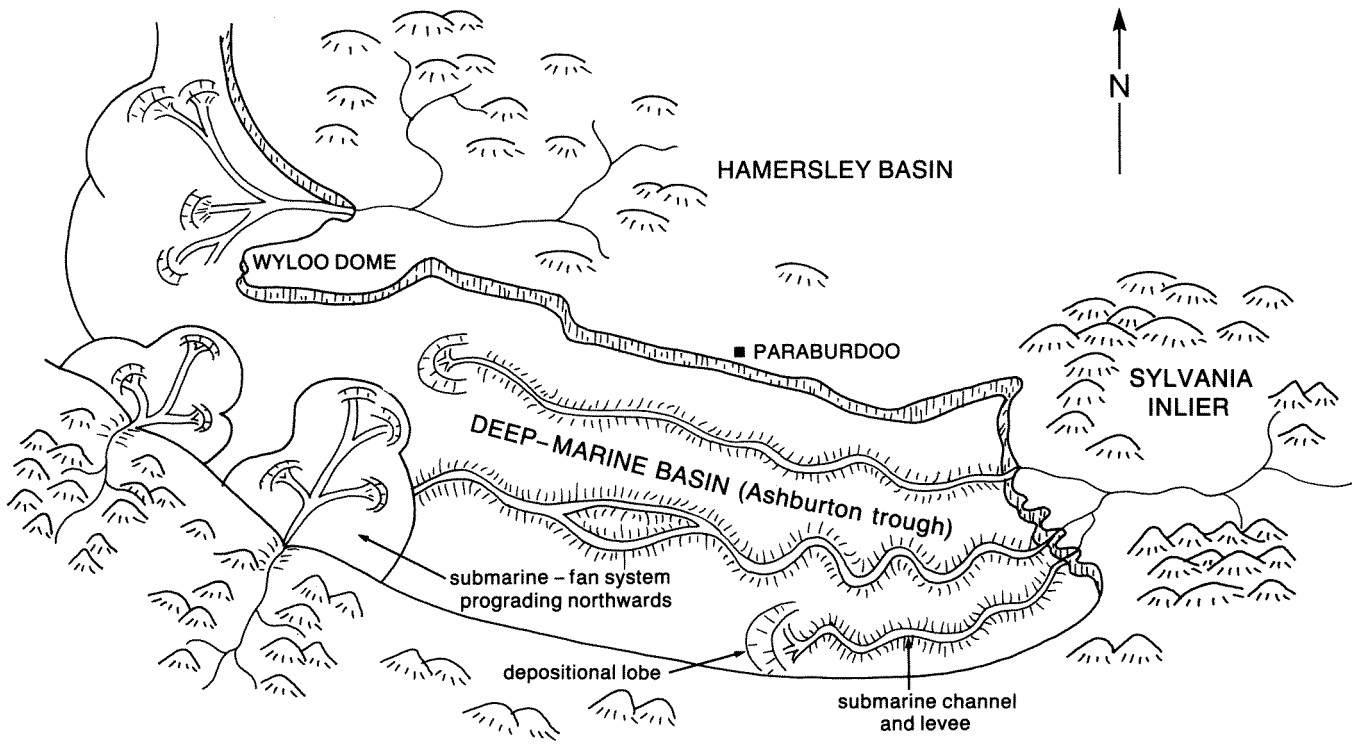 N
HAMERSLEY BASIN
WYLOO DOME
PARABURDOO
SYLVANIA
INLIER
DEEP–MARINE BASIN (Ashburton trough)
submarine – fan system
prograding northwards
depositional lobe
submarine channel
and levee